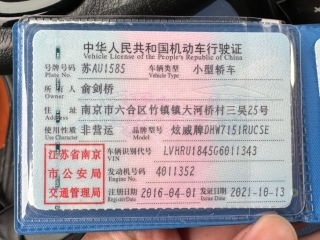 中华人民共和国机动车行驶证
Vehicle License of the People's Republic of China
号牌号码 苏AU1585 车辆类型 小型轿车
Plate No. Vehicle Type
所有人 俞剑桥
Owner
住址 南京市六合区竹镇镇大河桥村三吴25号
Address
使用性质 非营运 品牌型号 炫威牌DHW7151RUCSE
Use Character Model
江苏省南京市公安局交通管理局
车辆识别代号 LVHRU1845G6011343
VIN
发动机号码 4011352
Engine No.
注册日期 2016-04-01 发证日期 2021-10-13
Register Date Issue Date